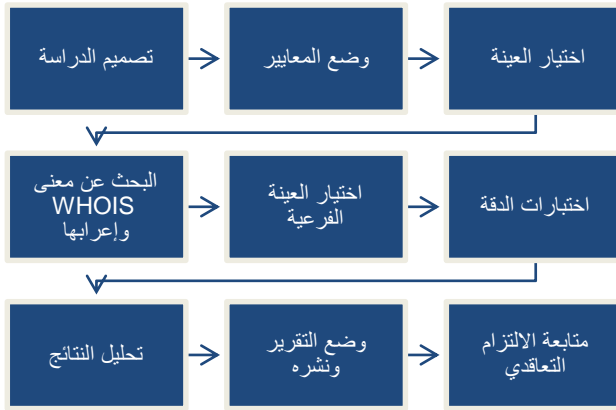 تصميم الدراسة
وضع المعايير
اختيار العينة
البحث عن معنى
WHOIS
وإعرابها
اختيار العينة
الفرعية
اختبارات الدقة
تحليل النتائج
وضع التقرير
ونشره
متابعة الالتزام
التعاقدي